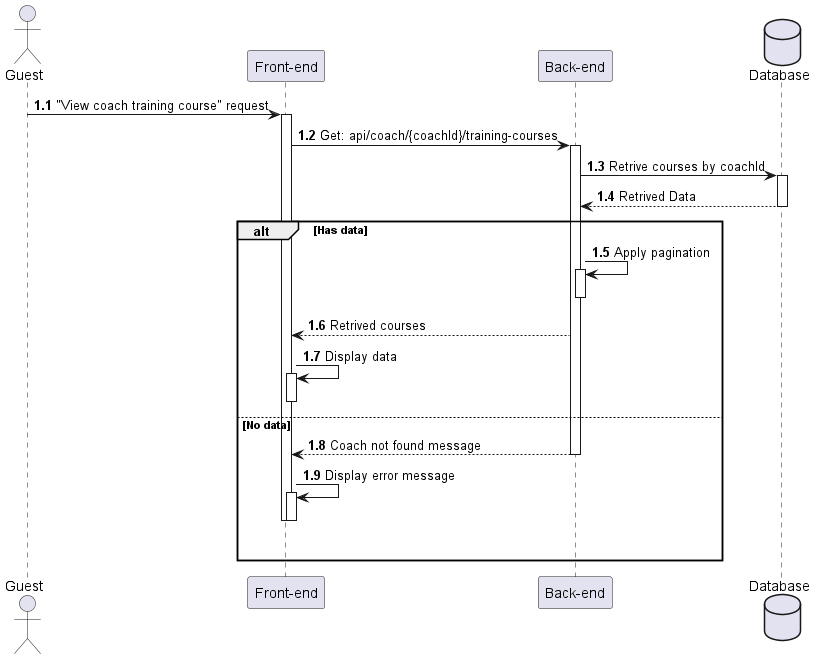 Guest
Front-end
Back-end
Database
1.1 "View coach training course" request
1.2 Get: api/coach/{coachId}/training-courses
1.3 Retrive courses by coachId
1.4 Retrived Data
alt [Has data]
1.5 Apply pagination
1.6 Retrived courses
1.7 Display data
[No data]
1.8 Coach not found message
1.9 Display error message
Guest
Front-end
Back-end
Database